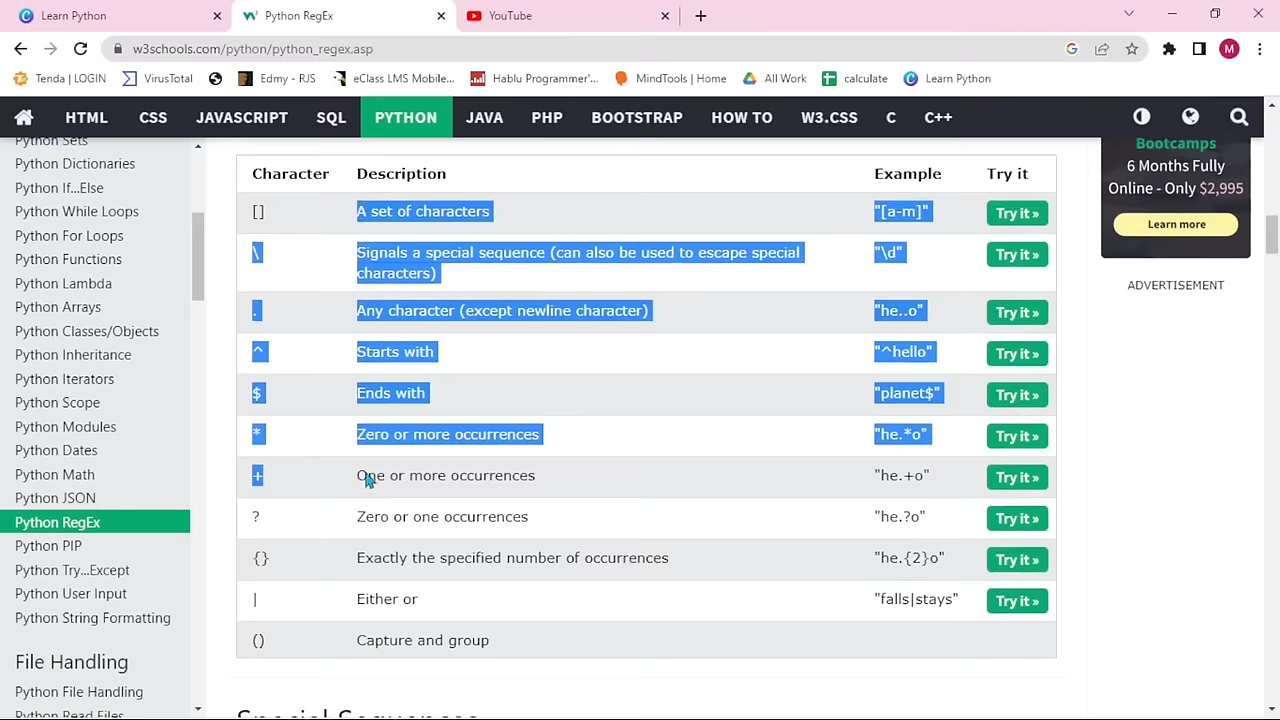 Learn Python
Python RegEx
YouTube
w3schools.com/python/python_regex.asp
M
Tenda | LOGIN
VirusTotal
Edmy - RJS
eClass LMS Mobile...
Hablu Programmer'...
MindTools | Home
All Work
calculate
Learn Python
HTML
CSS
JAVASCRIPT
SQL
PYTHON
JAVA
PHP
BOOTSTRAP
HOW TO
W3.CSS
C
C++
Python Sets
Python Dictionaries
Python If...Else
Python While Loops
Python For Loops
Python Functions
Python Lambda
Python Arrays
Python Classes/Objects
Python Inheritance
Python Iterators
Python Scope
Python Modules
Python Dates
Python Math
Python JSON
Python RegEx
Python PIP
Python Try...Except
Python User Input
Python String Formatting
File Handling
Python File Handling
Python Read Files
Character Description Example Try it
[] A set of characters "[a-m]" Try it »
\ Signals a special sequence (can also be used to escape special
characters) "\d" Try it »
. Any character (except newline character) "he..o" Try it »
^ Starts with "^hello" Try it »
$ Ends with "planet$" Try it »
* Zero or more occurrences "he.*o" Try it »
+ One or more occurrences "he.+o" Try it »
? Zero or one occurrences "he.?o" Try it »
{} Exactly the specified number of occurrences "he.{2}o" Try it »
| Either or "falls|stays" Try it »
() Capture and group
Special Sequences
Bootcamps
6 Months Fully
Online - Only $2,995
Learn more
ADVERTISEMENT